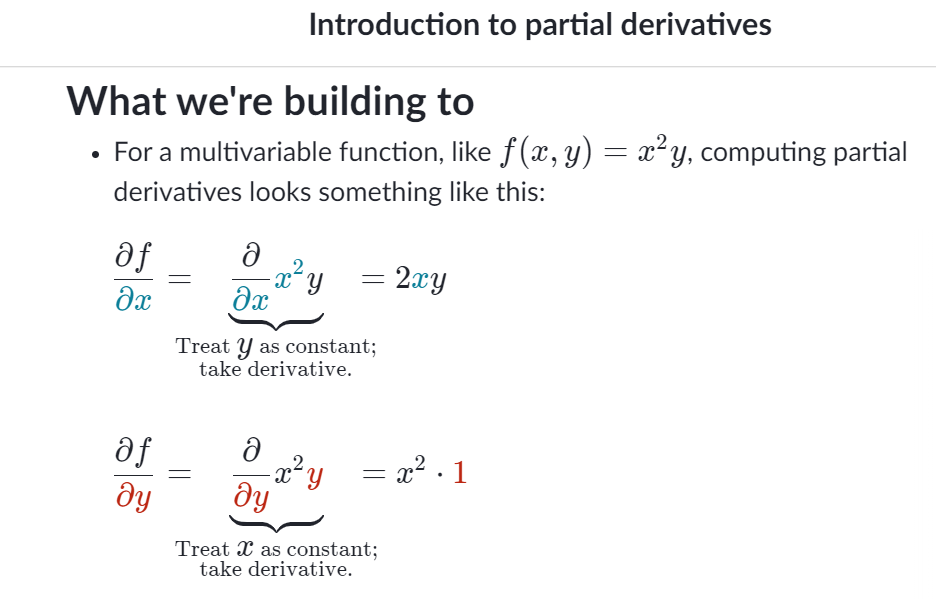 Introduction to partial derivatives
What we're building to
• For a multivariable function, like f(x, y) = x²y, computing partial
derivatives looks something like this:
∂f/∂x = ∂/∂x x²y = 2xy
Treat y as constant;
take derivative.
∂f/∂y = ∂/∂y x²y = x² · 1
Treat x as constant;
take derivative.